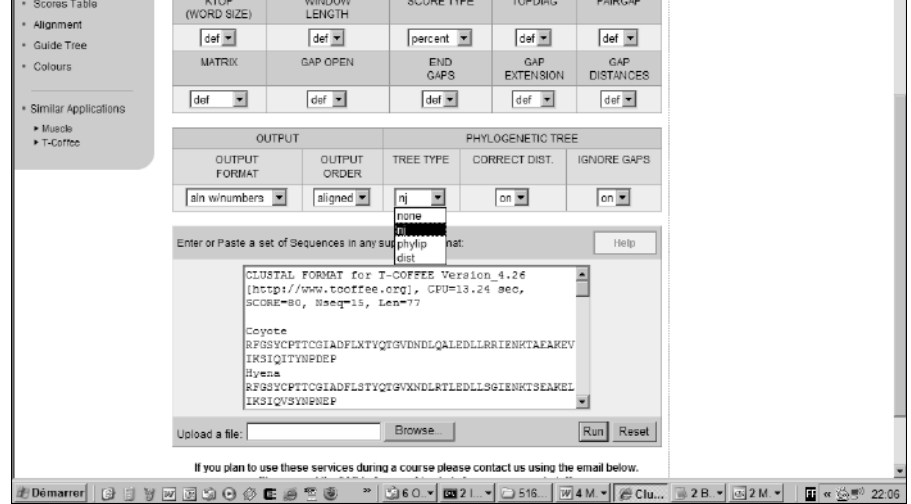 Scores Table
Alignment
Guide Tree
Colours
Similar Applications
Muscle
T-Coffee
KTUP
(WORD SIZE)
WINDOW
LENGTH
SCORE TYPE
TOPDIAG
PAIRGAP
def
def
percent
def
def
MATRIX
GAP OPEN
END
GAPS
GAP
EXTENSION
GAP
DISTANCES
def
def
def
def
def
OUTPUT
PHYLOGENETIC TREE
OUTPUT
FORMAT
OUTPUT
ORDER
TREE TYPE
CORRECT DIST.
IGNORE GAPS
aln w/numbers
aligned
nj
on
on
none
nj
phylip
dist
Enter or Paste a set of Sequences in any
Help
CLUSTAL FORMAT for T-COFFEE Version_4.26
[http://www.tcoffee.org], CPU=13.24 sec,
SCORE=80, Nseq=15, Len=77
Coyote
RFGSYCPTTCGIADFLXTYQTGVDNDLQALEDLLRRIENKTAEAKEV
IKSIQITYNPDEP
Hyena
RFGSYCPTTCGIADFLSTYQTGVXNDLRTLEDLLSGIENKTSEAKEL
IKSIQVSYNPNEP
Upload a file:
Browse...
Run
Reset
If you plan to use these services during a course please contact us using the email below.
Démarrer
»
6 O..
2 I...
516...
4 M.
Clu...
2 B..
2 M.
«
22:06